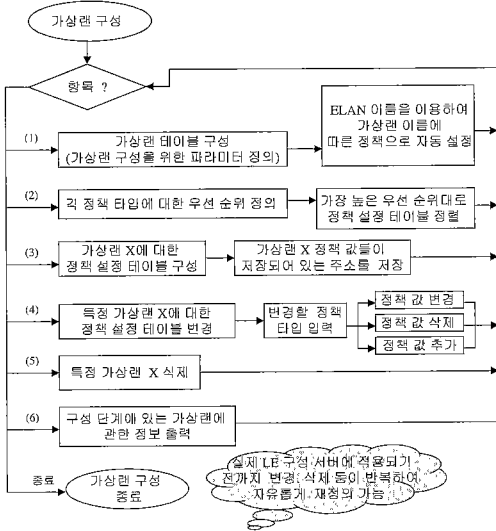 가상랜 구성
항목 ?
(1)
가상랜 테이블 구성
(가상랜 구성을 위한 파라미터 정의)
ELAN 이름을 이용하여
가상랜 이름에
따른 정책으로 자동 설정
(2)
각 정책 타입에 대한 우선 순위 정의
가장 높은 우선 순위대로
정책 설정 테이블 정렬
(3)
가상랜 X에 대한
정책 설정 테이블 구성
가상랜 X 정책 값들이
저장되어 있는 주소를 저장
(4)
특정 가상랜 X에 대한
정책 설정 테이블 변경
변경할 정책
타입 입력
정책 값 변경
정책 값 삭제
정책 값 추가
(5)
특정 가상랜 X 삭제
(6)
구성 단계에 있는 가상랜에
관한 정보 출력
종료
가상랜 구성
종료
실제 LE 구성 서버에 적용되기
전까지 변경, 삭제 등이 반복하여
자유롭게 재정의 가능